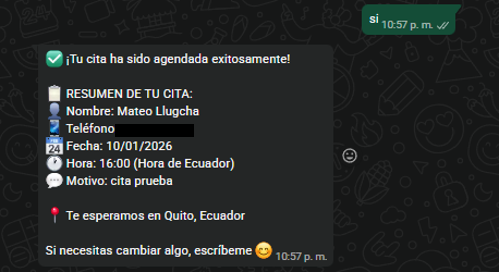 si 10:57 p. m.
✅ ¡Tu cita ha sido agendada exitosamente!
📋 RESUMEN DE TU CITA:
👤 Nombre: Mateo Llugcha
📱 Teléfono
📅 Fecha: 10/01/2026
🕐 Hora: 16:00 (Hora de Ecuador)
💬 Motivo: cita prueba
📍 Te esperamos en Quito, Ecuador
Si necesitas cambiar algo, escríbeme 😊 10:57 p. m.